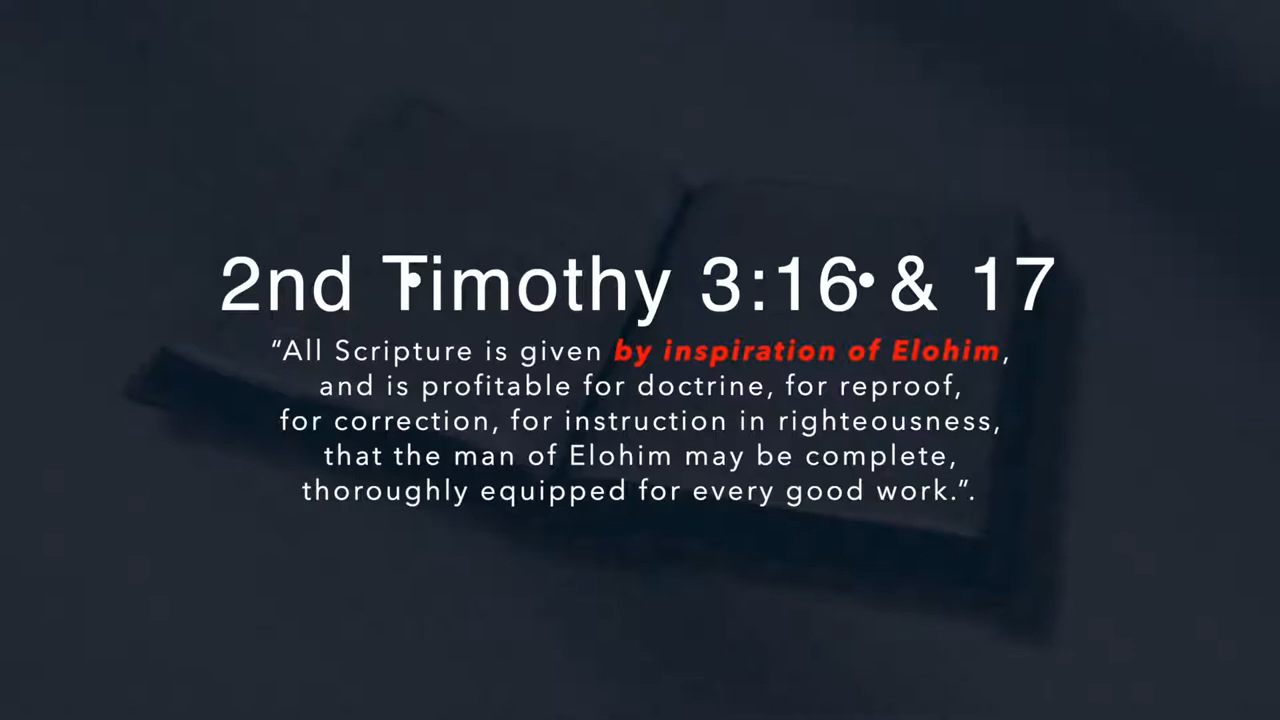 2nd Timothy 3:16 & 17
“All Scripture is given by inspiration of Elohim,
and is profitable for doctrine, for reproof,
for correction, for instruction in righteousness,
that the man of Elohim may be complete,
thoroughly equipped for every good work.”.